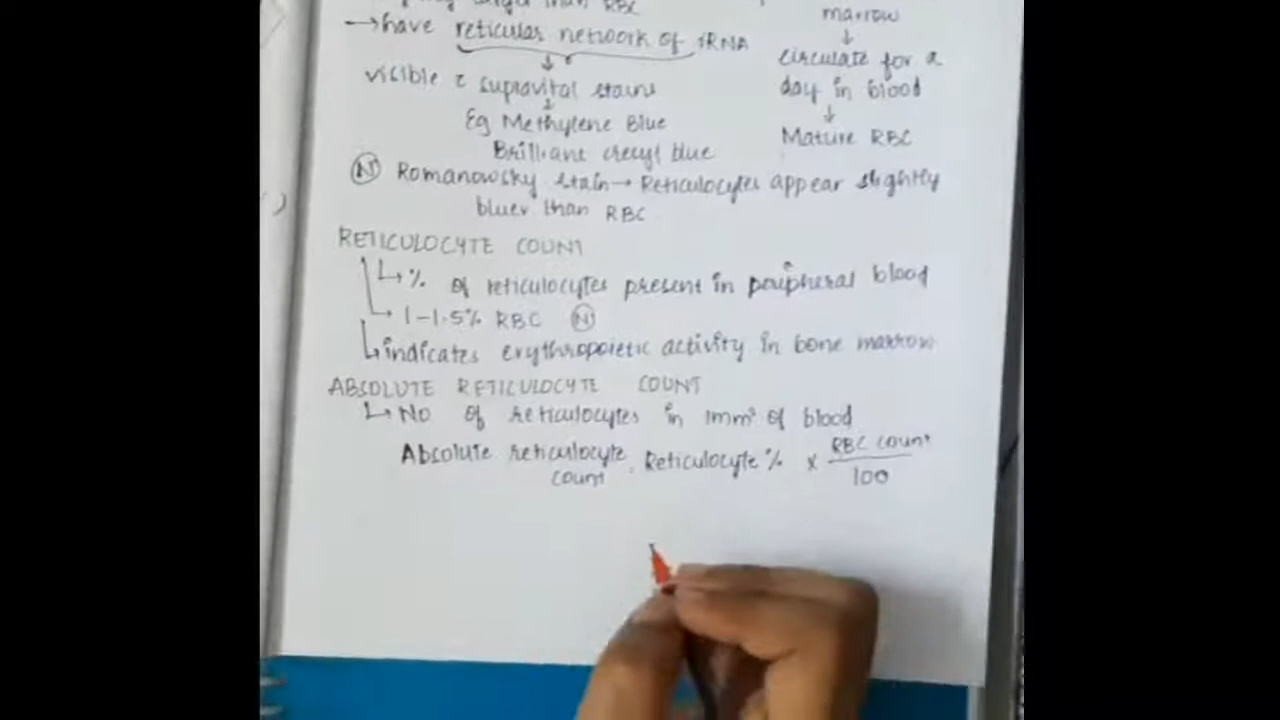 than RBC
→have reticular network of rRNA
visible c supravital stains
Eg Methylene Blue
Brilliant cresyl blue
marrow
↓
circulate for a
day in blood
↓
Mature RBC
(N) Romanowsky stain→ Reticulocytes appear slightly
bluer than RBC
RETICULOCYTE COUNT
% of reticulocytes present in peripheral blood
1-1.5% RBC (N)
indicates erythropoietic activity in bone marrow
ABSOLUTE RETICULOCYTE COUNT
No of reticulocytes in 1mm³ of blood
Absolute reticulocyte count = Reticulocyte % x RBC count
100